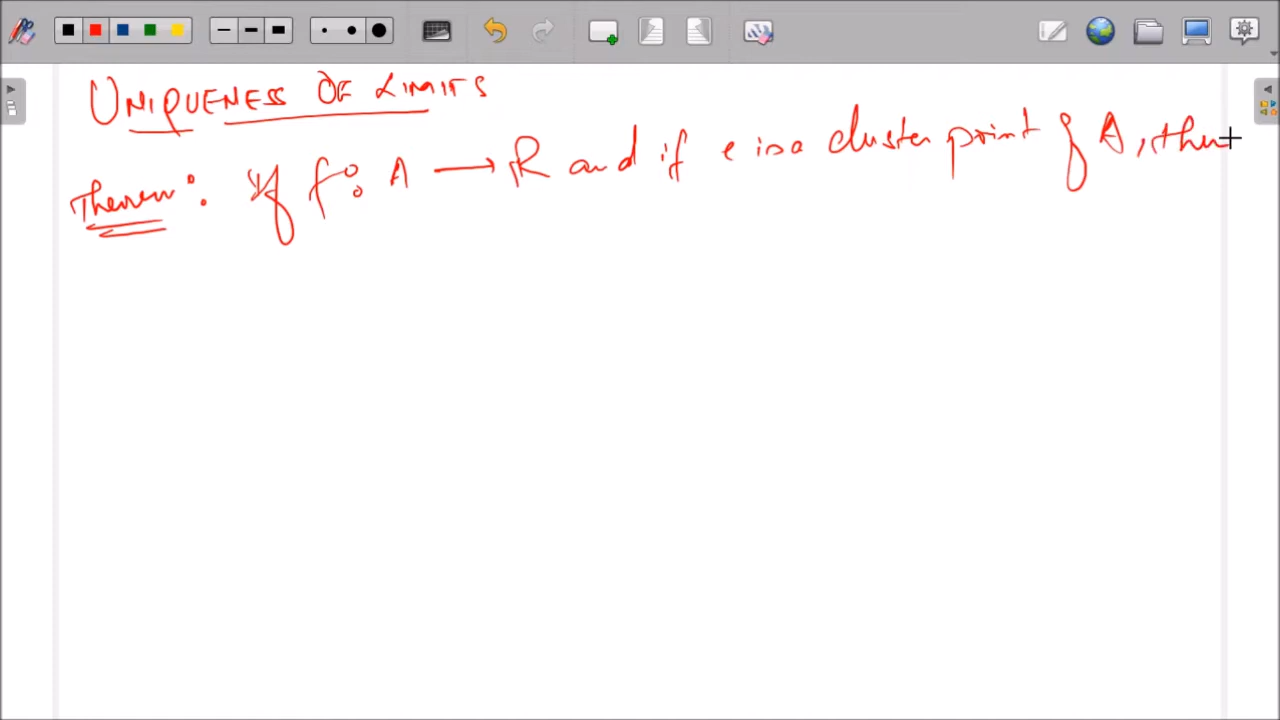 UNIQUENESS OF LIMITS
Theorem: If f: A → R and if c is a cluster point of A, then